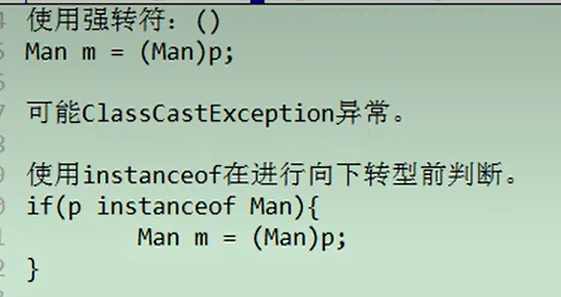 使用强转符：()
Man m = (Man)p;
可能ClassCastException异常。
使用instanceof在进行向下转型前判断。
if(p instanceof Man){
Man m = (Man)p;
}